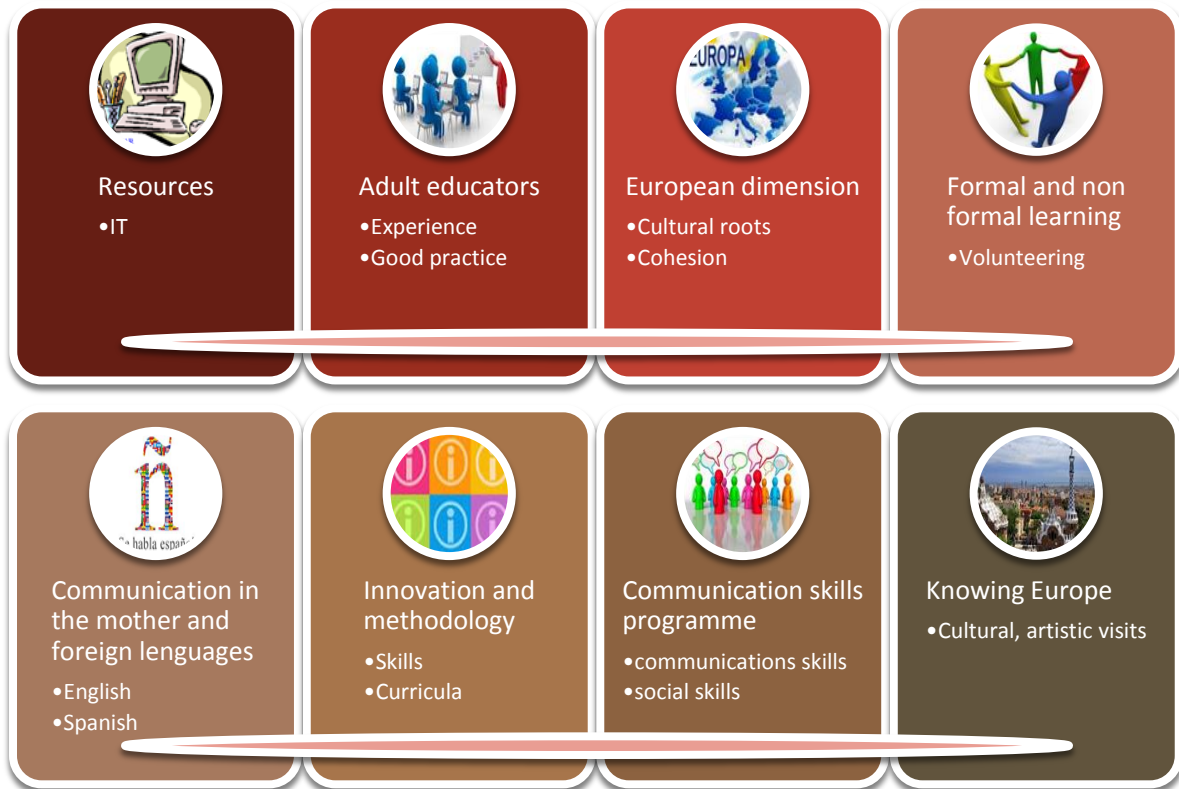 Resources
•IT
EUROPA
Adult educators
•Experience
•Good practice
European dimension
•Cultural roots
•Cohesion
Formal and non
formal learning
•Volunteering
ñ
habla español
Communication in
the mother and
foreign lenguages
•English
•Spanish
Innovation and
methodology
•Skills
•Curricula
Communication skills
programme
•communications skills
•social skills
Knowing Europe
•Cultural, artistic visits